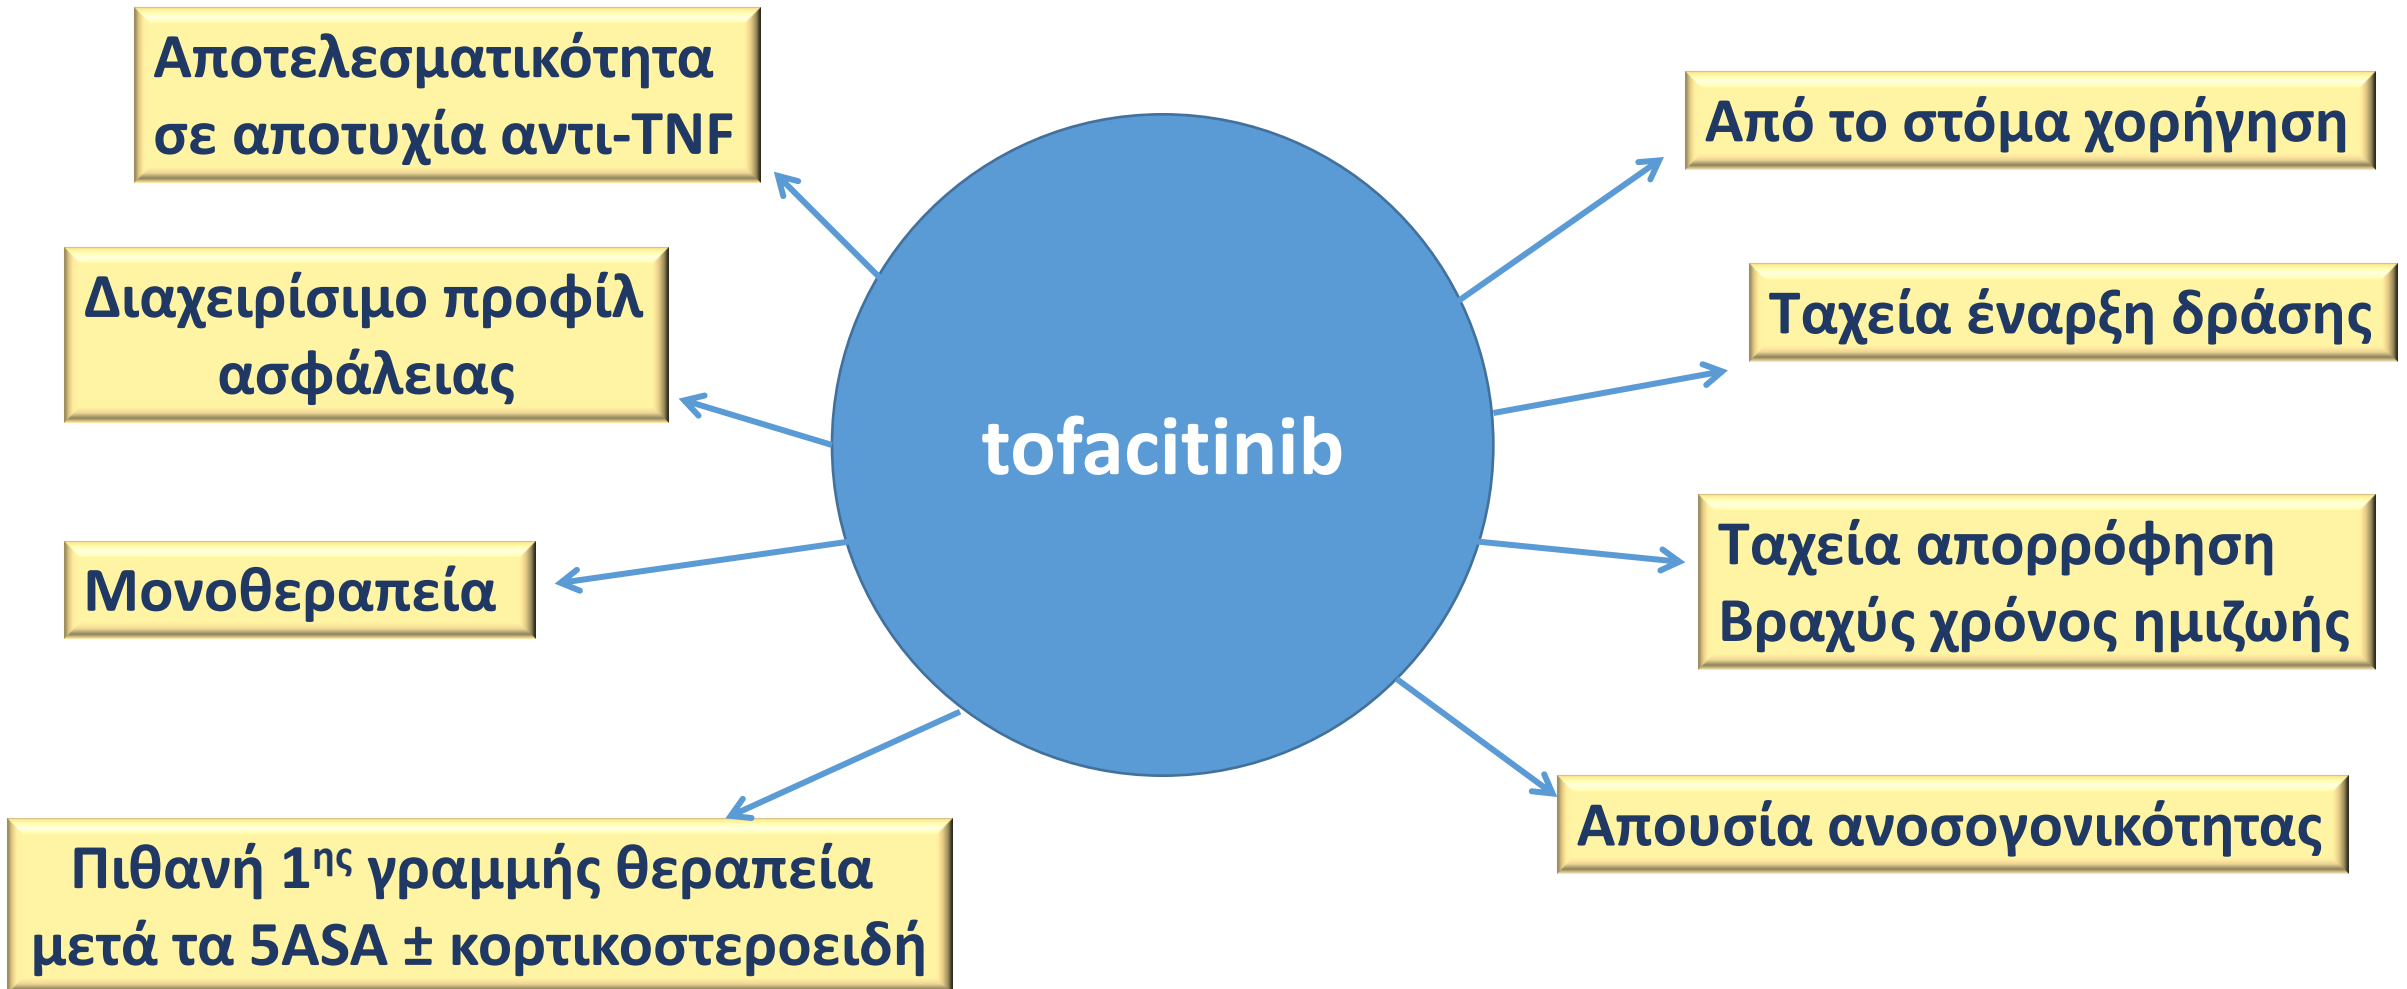 Αποτελεσματικότητα
σε αποτυχία αντι-TNF
Διαχειρίσιμο προφίλ
ασφάλειας
Μονοθεραπεία
Πιθανή 1ης γραμμής θεραπεία
μετά τα 5ASA ± κορτικοστεροειδή
tofacitinib
Από το στόμα χορήγηση
Ταχεία έναρξη δράσης
Ταχεία απορρόφηση
Βραχύς χρόνος ημιζωής
Απουσία ανοσογονικότητας